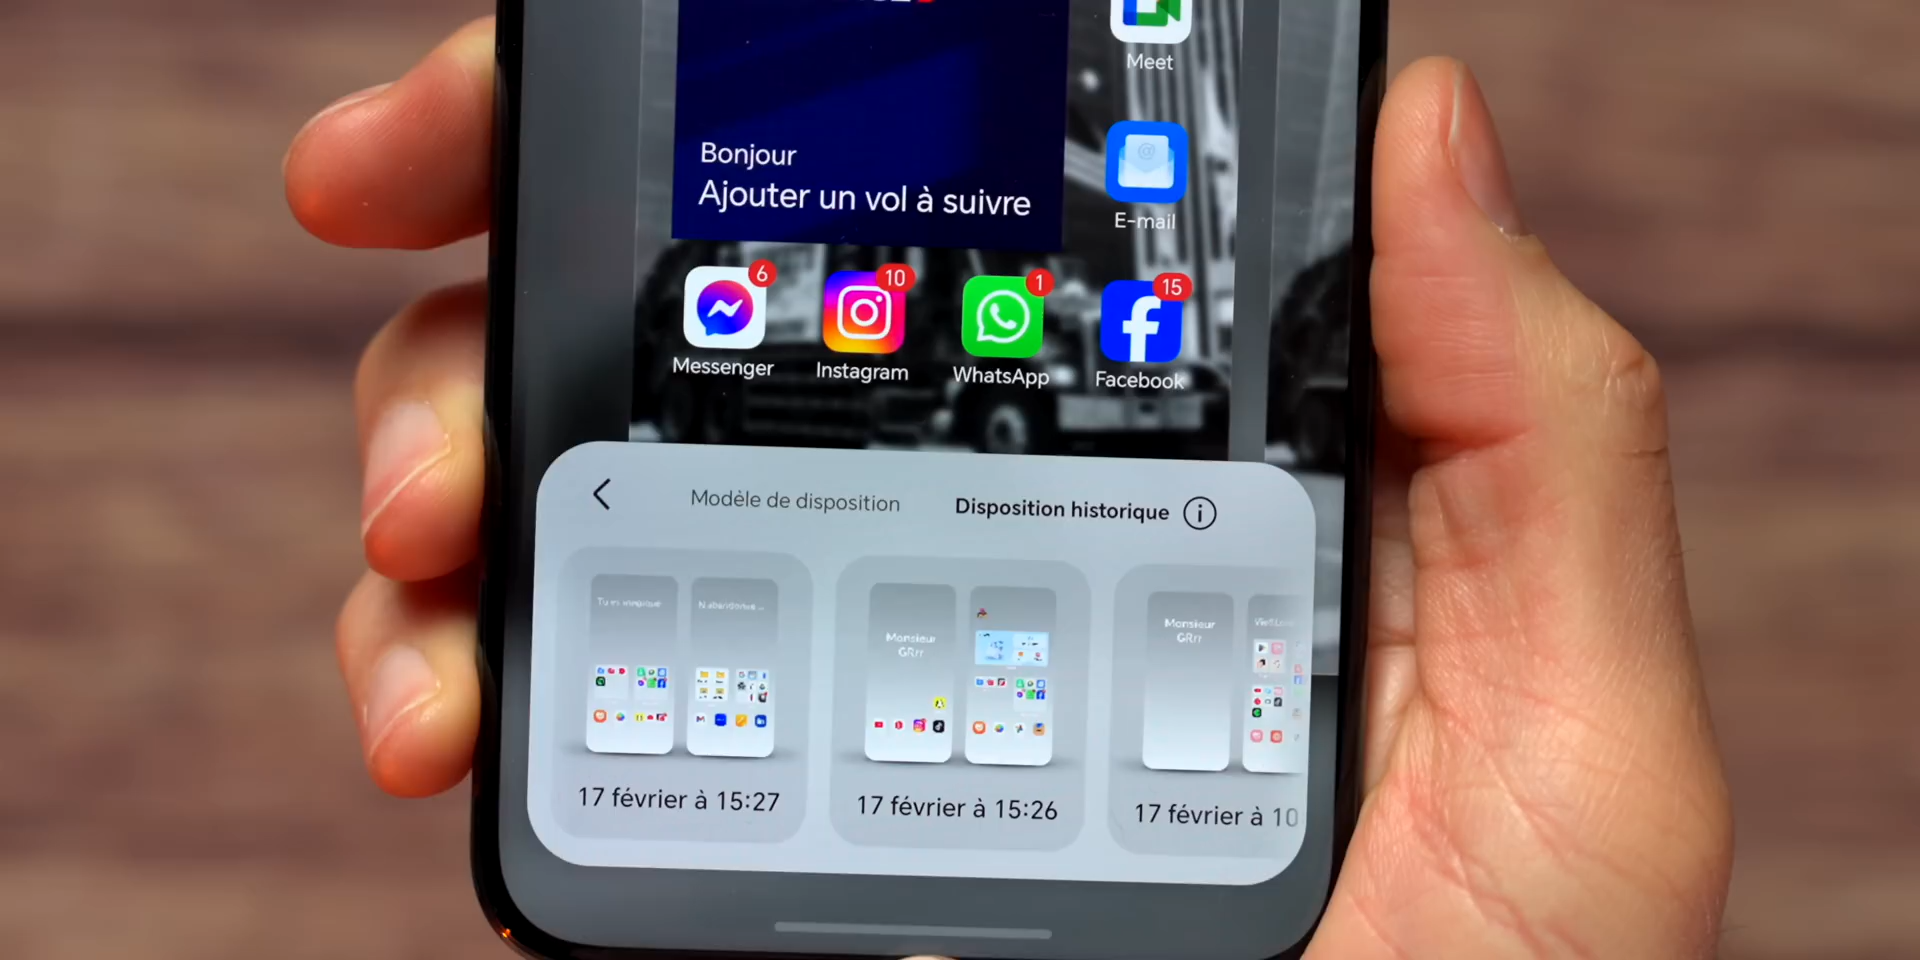 Meet
Bonjour
Ajouter un vol à suivre
E-mail
6
10
1
15
Messenger
Instagram
WhatsApp
Facebook
Modèle de disposition
Disposition historique
Monsieur
GRrr
Monsieur
GRrr
17 février à 15:27
17 février à 15:26
17 février à 10